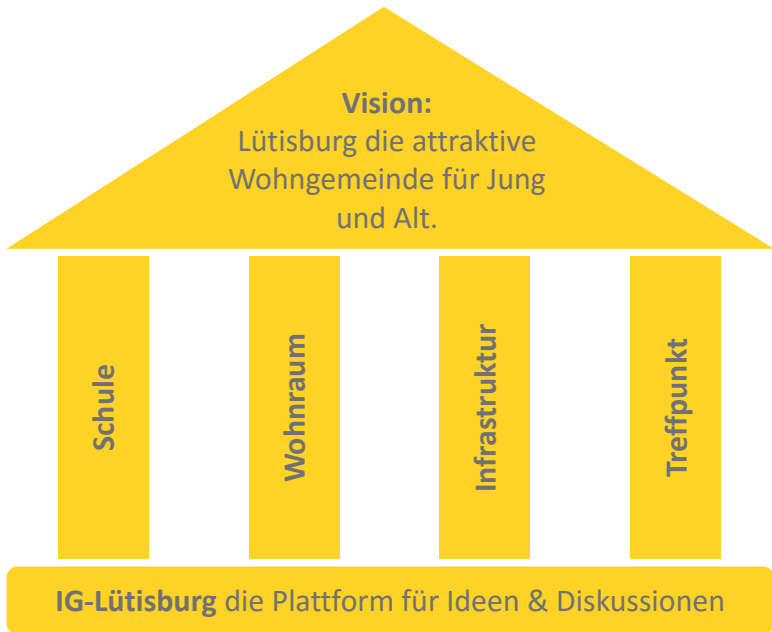 Vision:
Lütisburg die attraktive
Wohngemeinde für Jung
und Alt.
Schule
Wohnraum
Infrastruktur
Treffpunkt
IG-Lütisburg die Plattform für Ideen & Diskussionen